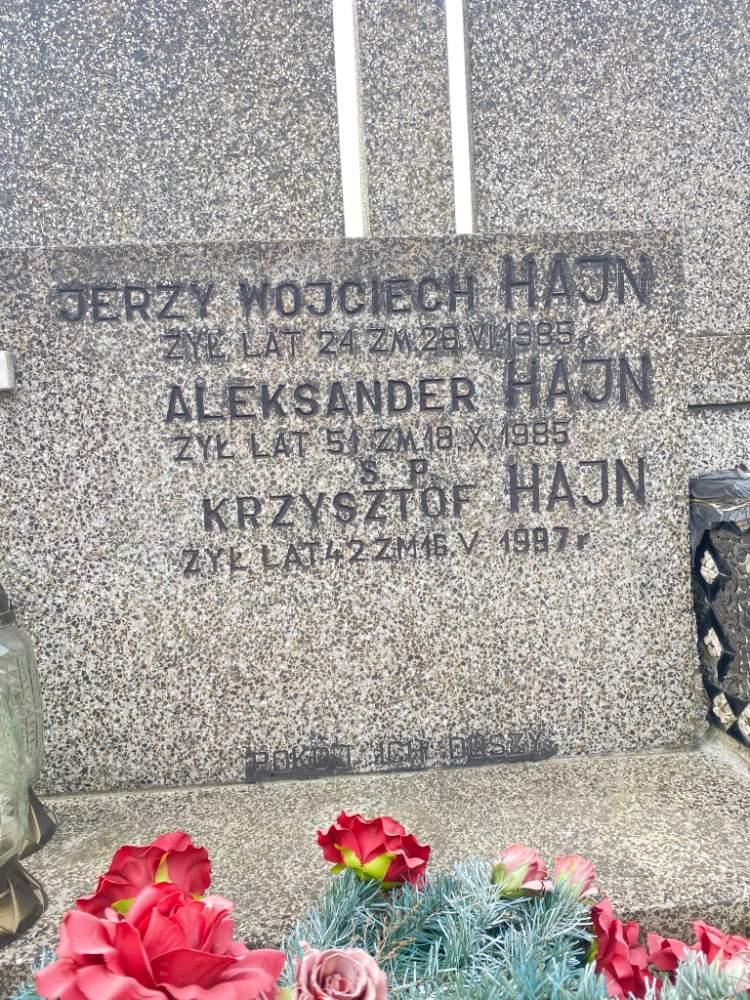 JERZY WOJCIECH HAJN
ŻYŁ LAT 24 ZM. 28.VI.1985 r.
ALEKSANDER HAJN
ŻYŁ LAT 51 ZM. 18.X.1985
Ś. P.
KRZYSZTOF HAJN
ŻYŁ LAT 42 ZM 16 V 1997 r
POKÓJ ICH DUSZY